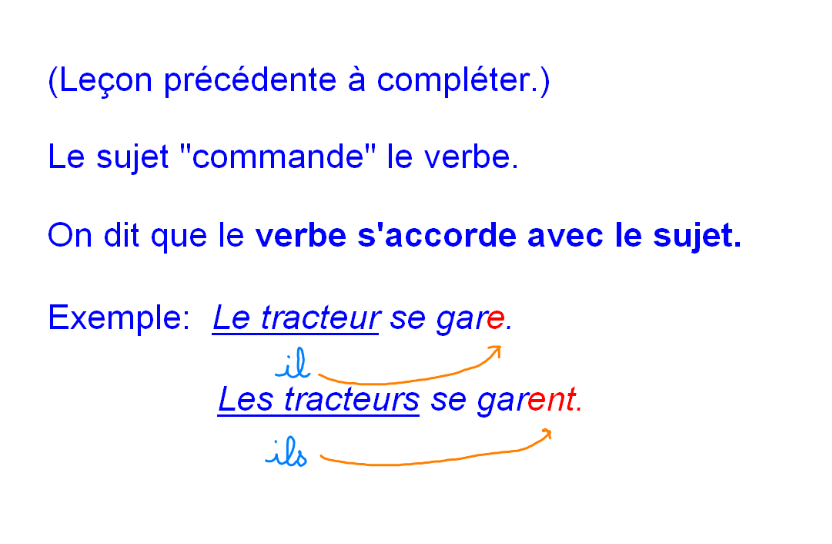 (Leçon précédente à compléter.)
Le sujet "commande" le verbe.
On dit que le verbe s'accorde avec le sujet.
Exemple: Le tracteur se gare.
il
Les tracteurs se garent.
ils